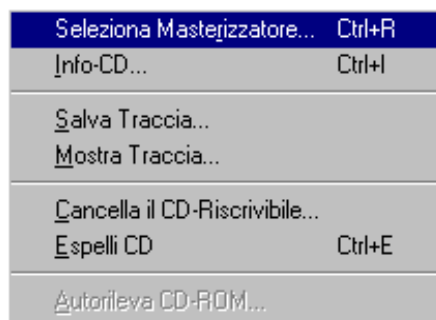 Seleziona Masterizzatore... Ctrl+R
Info-CD... Ctrl+I
Salva Traccia...
Mostra Traccia...
Cancella il CD-Riscrivibile...
Espelli CD Ctrl+E
Autorileva CD-ROM...